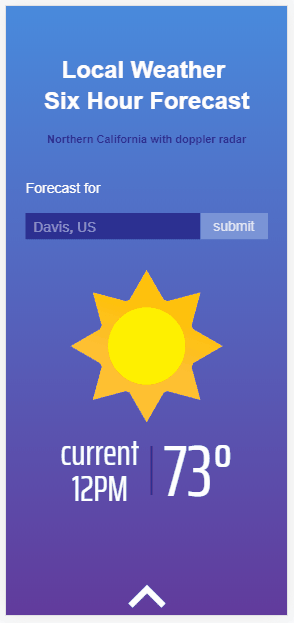 Local Weather
Six Hour Forecast
Northern California with doppler radar
Forecast for
Davis, US
submit
current
12PM
73°